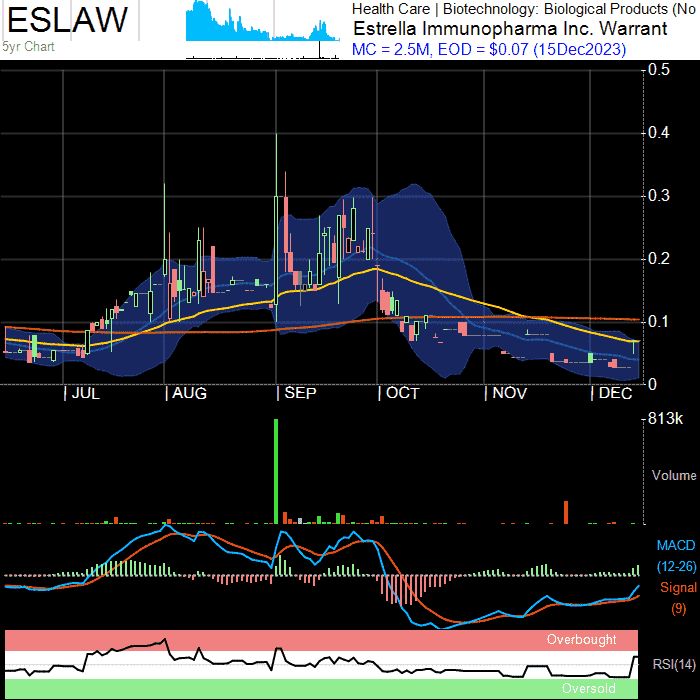 ESLAW
5yr Chart
Health Care | Biotechnology: Biological Products (No
Estrella Immunopharma Inc. Warrant
MC = 2.5M, EOD = $0.07 (15Dec2023)
0.5
0.4
0.3
0.2
0.1
0
| JUL | AUG | SEP | OCT | NOV | DEC
813k
Volume
MACD
(12-26)
Signal
(9)
Overbought
RSI(14)
Oversold